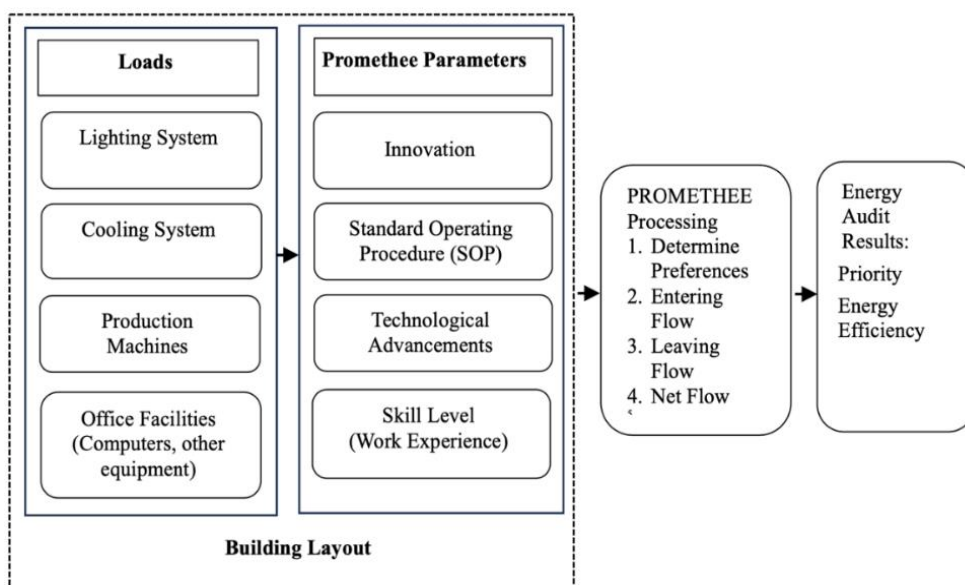 Loads
Lighting System
Cooling System
Production
Machines
Office Facilities
(Computers, other
equipment)
Promethee Parameters
Innovation
Standard Operating
Procedure (SOP)
Technological
Advancements
Skill Level
(Work Experience)
Building Layout
PROMETHEE
Processing
1. Determine
Preferences
2. Entering
Flow
3. Leaving
Flow
4. Net Flow
Energy
Audit
Results:
Priority
Energy
Efficiency